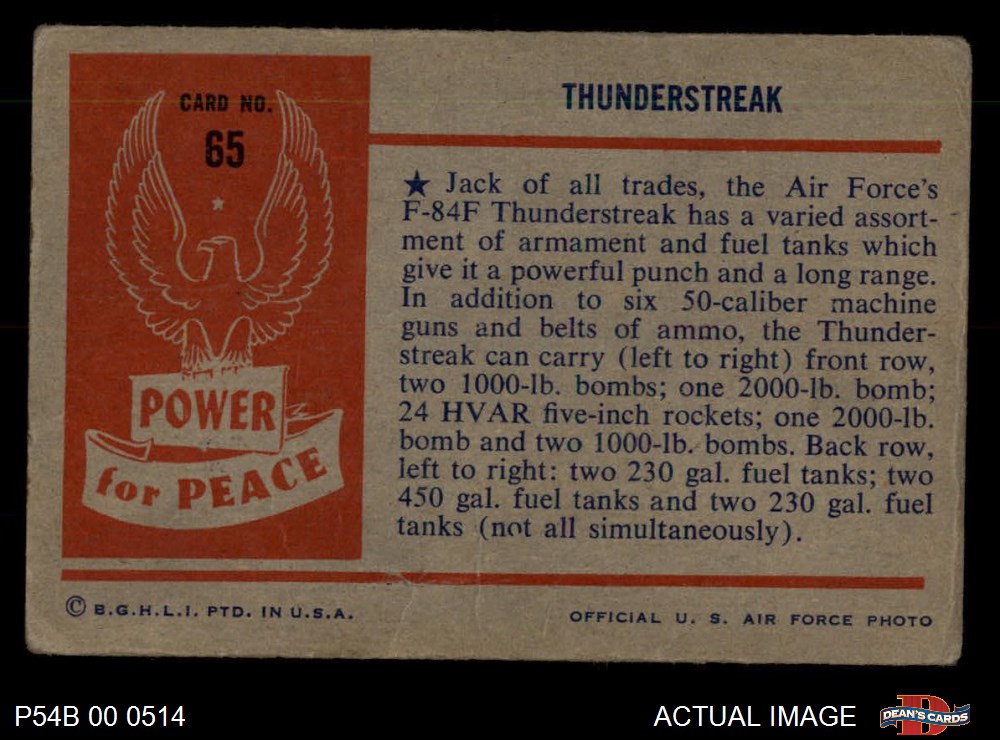 CARD NO.
65
POWER
for PEACE
THUNDERSTREAK
★ Jack of all trades, the Air Force's
F-84F Thunderstreak has a varied assort-
ment of armament and fuel tanks which
give it a powerful punch and a long range.
In addition to six 50-caliber machine
guns and belts of ammo, the Thunder-
streak can carry (left to right) front row,
two 1000-lb. bombs; one 2000-lb. bomb;
24 HVAR five-inch rockets; one 2000-lb.
bomb and two 1000-lb. bombs. Back row,
left to right: two 230 gal. fuel tanks; two
450 gal. fuel tanks and two 230 gal. fuel
tanks (not all simultaneously).
© B.G.H.L.I. PTD. IN U.S.A.
OFFICIAL U. S. AIR FORCE PHOTO
P54B 00 0514
ACTUAL IMAGE
D
DEAN'S CARDS